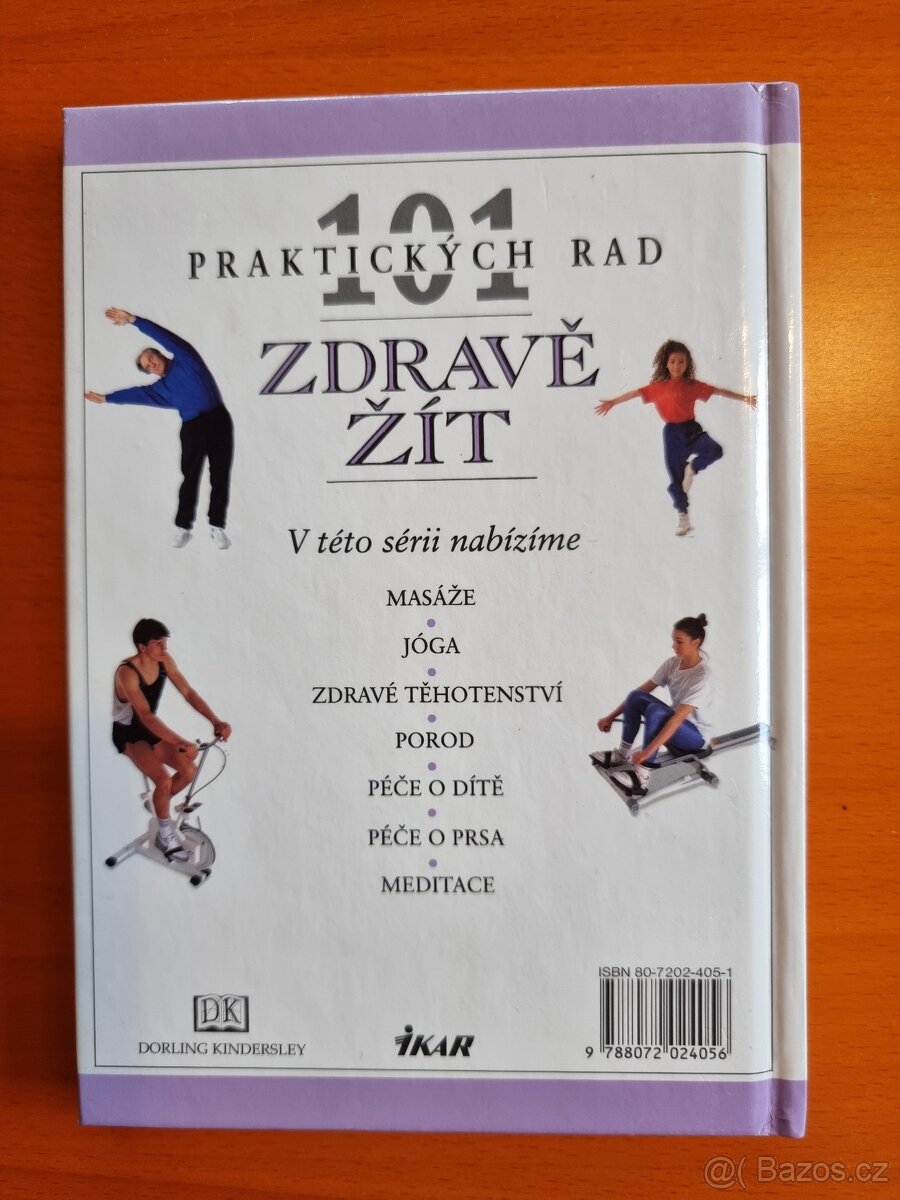 101
PRAKTICKÝCH RAD
ZDRAVĚ
ŽÍT
V této sérii nabízíme
MASÁŽE
JÓGA
ZDRAVÉ TĚHOTENSTVÍ
POROD
PÉČE O DÍTĚ
PÉČE O PRSA
MEDITACE
ISBN 80-7202-405-1
9 788072 024056
DK
DORLING KINDERSLEY
IKAR
@( Bazos.cz